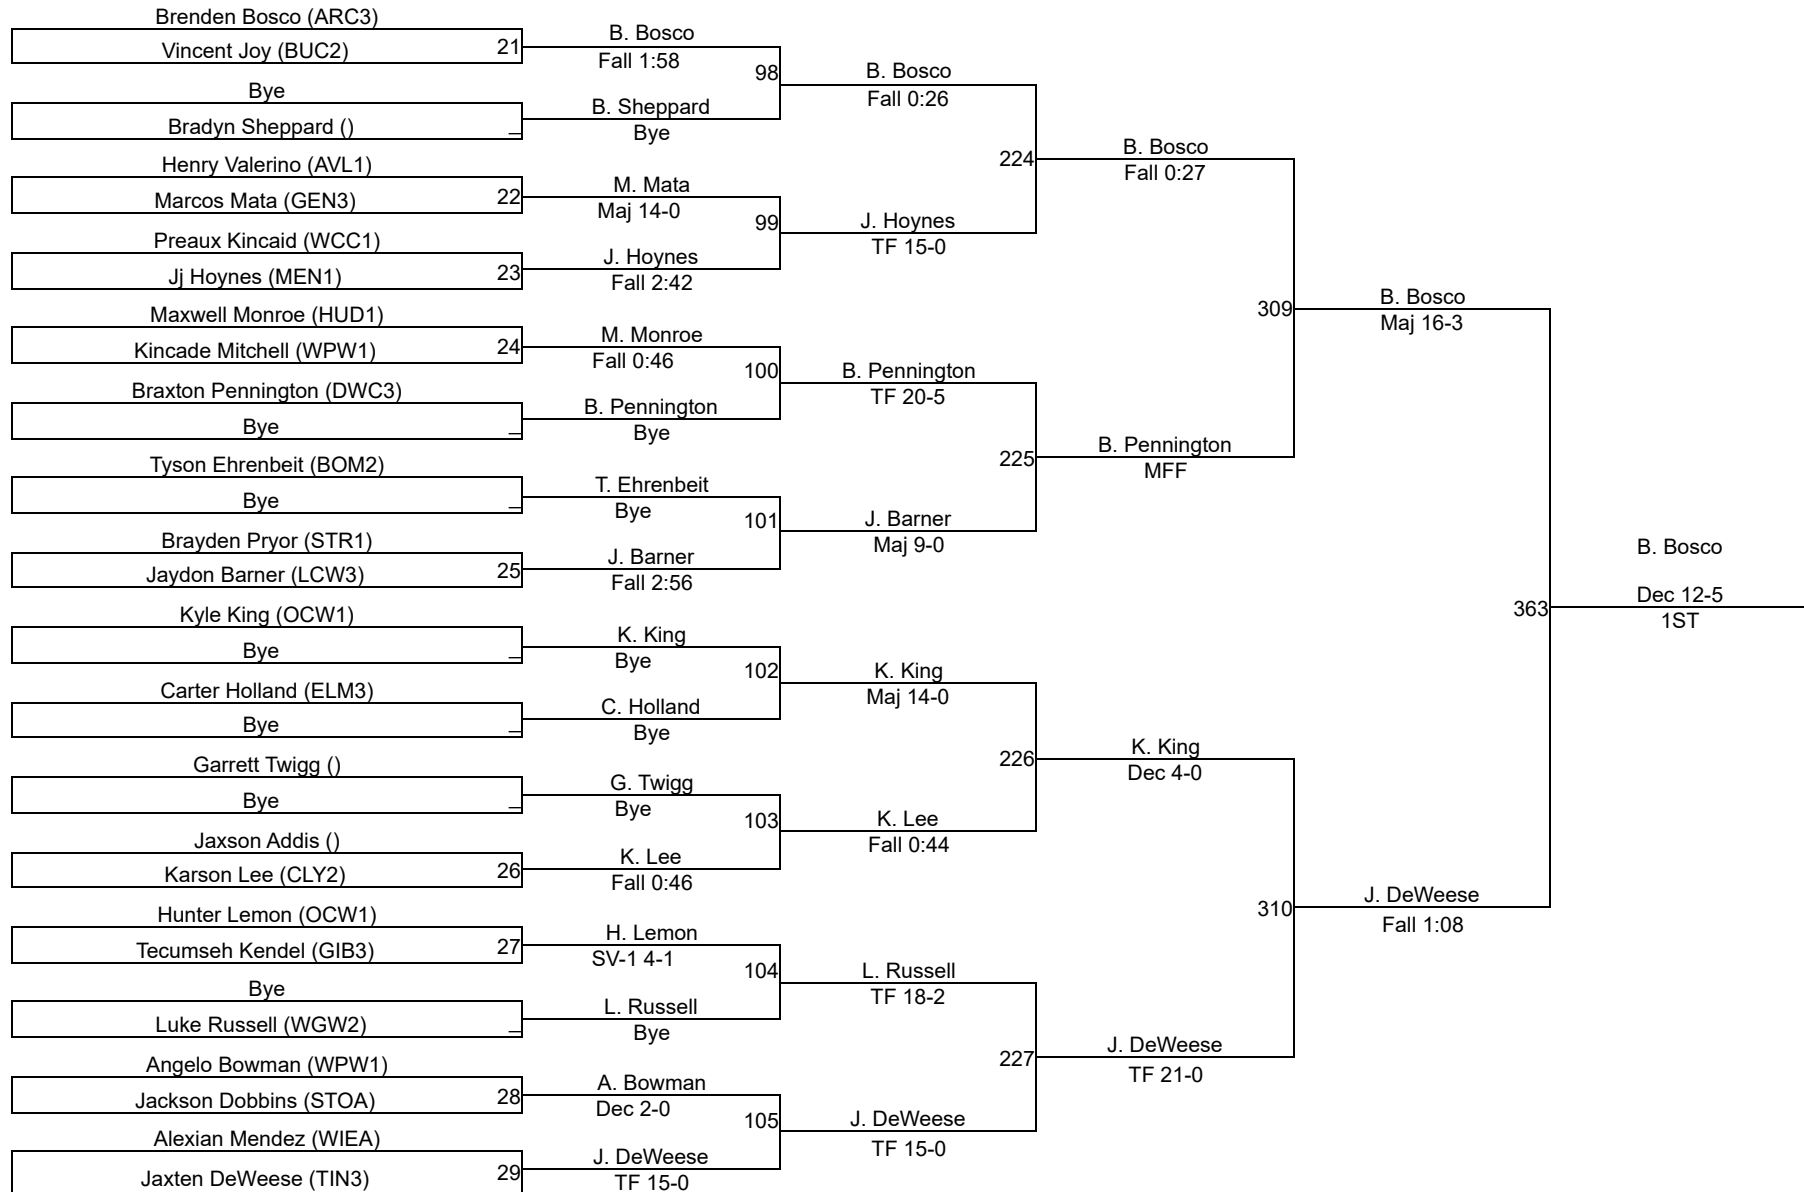 Brenden Bosco (ARC3)
Vincent Joy (BUC2)
21
Bye
Bradyn Sheppard ()
_
Henry Valerino (AVL1)
Marcos Mata (GEN3)
22
Preaux Kincaid (WCC1)
Jj Hoynes (MEN1)
23
Maxwell Monroe (HUD1)
Kincade Mitchell (WPW1)
24
Braxton Pennington (DWC3)
Bye
_
Tyson Ehrenbeit (BOM2)
Bye
_
Brayden Pryor (STR1)
Jaydon Barner (LCW3)
25
Kyle King (OCW1)
Bye
_
Carter Holland (ELM3)
Bye
_
Garrett Twigg ()
Bye
_
Jaxson Addis ()
Karson Lee (CLY2)
26
Hunter Lemon (OCW1)
Tecumseh Kendel (GIB3)
27
Bye
Luke Russell (WGW2)
_
Angelo Bowman (WPW1)
Jackson Dobbins (STOA)
28
Alexian Mendez (WIEA)
Jaxten DeWeese (TIN3)
29
B. Bosco
Fall 1:58
98
B. Sheppard
Bye
M. Mata
Maj 14-0
99
J. Hoynes
Fall 2:42
M. Monroe
Fall 0:46
100
B. Pennington
Bye
T. Ehrenbeit
Bye
101
J. Barner
Fall 2:56
K. King
Bye
102
C. Holland
Bye
G. Twigg
Bye
103
K. Lee
Fall 0:46
H. Lemon
SV-1 4-1
104
L. Russell
Bye
A. Bowman
Dec 2-0
105
J. DeWeese
TF 15-0
B. Bosco
Fall 0:26
224
J. Hoynes
TF 15-0
B. Pennington
TF 20-5
225
J. Barner
Maj 9-0
K. King
Maj 14-0
226
K. Lee
Fall 0:44
L. Russell
TF 18-2
227
J. DeWeese
TF 15-0
B. Bosco
Fall 0:27
309
B. Pennington
MFF
K. King
Dec 4-0
310
J. DeWeese
TF 21-0
B. Bosco
Maj 16-3
363
J. DeWeese
Fall 1:08
B. Bosco
Dec 12-5
1ST